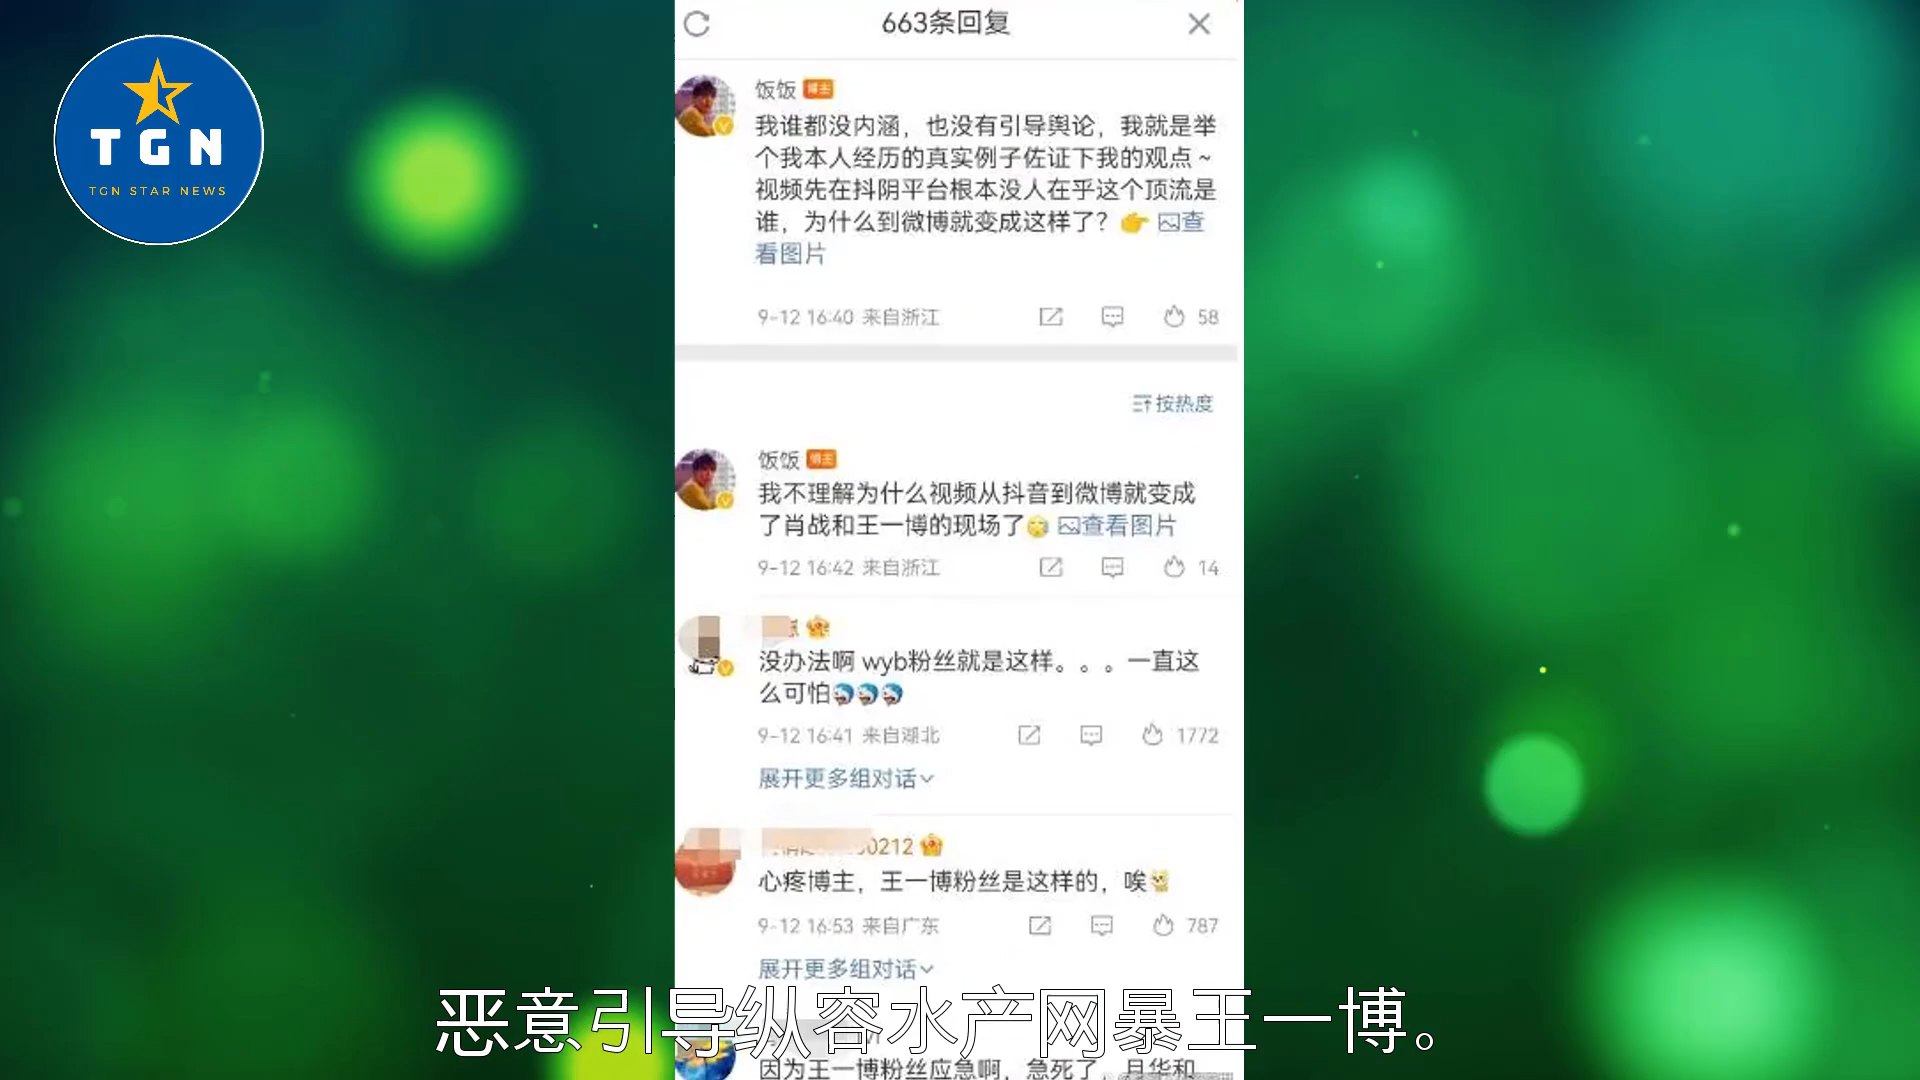 TGN
TGN STAR NEWS
663条回复
饭饭 博主
我谁都没内涵，也没有引导舆论，我就是举
个我本人经历的真实例子佐证下我的观点~
视频先在抖阴平台根本没人在乎这个顶流是
谁，为什么到微博就变成这样了？👉 查
看图片
9-12 16:40 来自浙江 58
按热度
饭饭 博主
我不理解为什么视频从抖音到微博就变成
了肖战和王一博的现场了 查看图片
9-12 16:42 来自浙江 14
没办法啊 wyb粉丝就是这样。。。一直这
么可怕
9-12 16:41 来自湖北 1772
展开更多组对话
0212
心疼博主，王一博粉丝是这样的，唉
9-12 16:53 来自广东 787
展开更多组对话
恶意引导纵容水产网暴王一博。
因为王一博粉丝应急啊，急死了